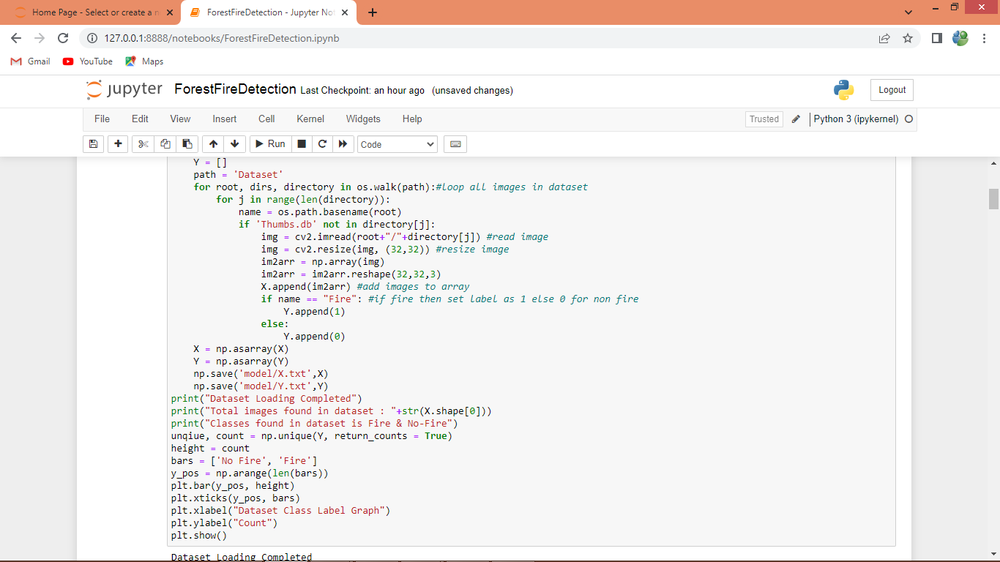 Home Page - Select or create a n
ForestFireDetection - Jupyter Not
127.0.0.1:8888/notebooks/ForestFireDetection.ipynb
Gmail YouTube Maps
jupyter ForestFireDetection Last Checkpoint: an hour ago (unsaved changes)
Logout
File Edit View Insert Cell Kernel Widgets Help
Trusted Python 3 (ipykernel)
Run Code
    Y = []
    path = 'Dataset'
    for root, dirs, directory in os.walk(path):#loop all images in dataset
        for j in range(len(directory)):
            name = os.path.basename(root)
            if 'Thumbs.db' not in directory[j]:
                img = cv2.imread(root+"/"+directory[j]) #read image
                img = cv2.resize(img, (32,32)) #resize image
                im2arr = np.array(img)
                im2arr = im2arr.reshape(32,32,3)
                X.append(im2arr) #add images to array
                if name == "Fire": #if fire then set label as 1 else 0 for non fire
                    Y.append(1)
                else:
                    Y.append(0)
    X = np.asarray(X)
    Y = np.asarray(Y)
    np.save('model/X.txt',X)
    np.save('model/Y.txt',Y)
print("Dataset Loading Completed")
print("Total images found in dataset : "+str(X.shape[0]))
print("Classes found in dataset is Fire & No-Fire")
unqiue, count = np.unique(Y, return_counts = True)
height = count
bars = ['No Fire', 'Fire']
y_pos = np.arange(len(bars))
plt.bar(y_pos, height)
plt.xticks(y_pos, bars)
plt.xlabel("Dataset Class Label Graph")
plt.ylabel("Count")
plt.show()
Dataset Loading Completed